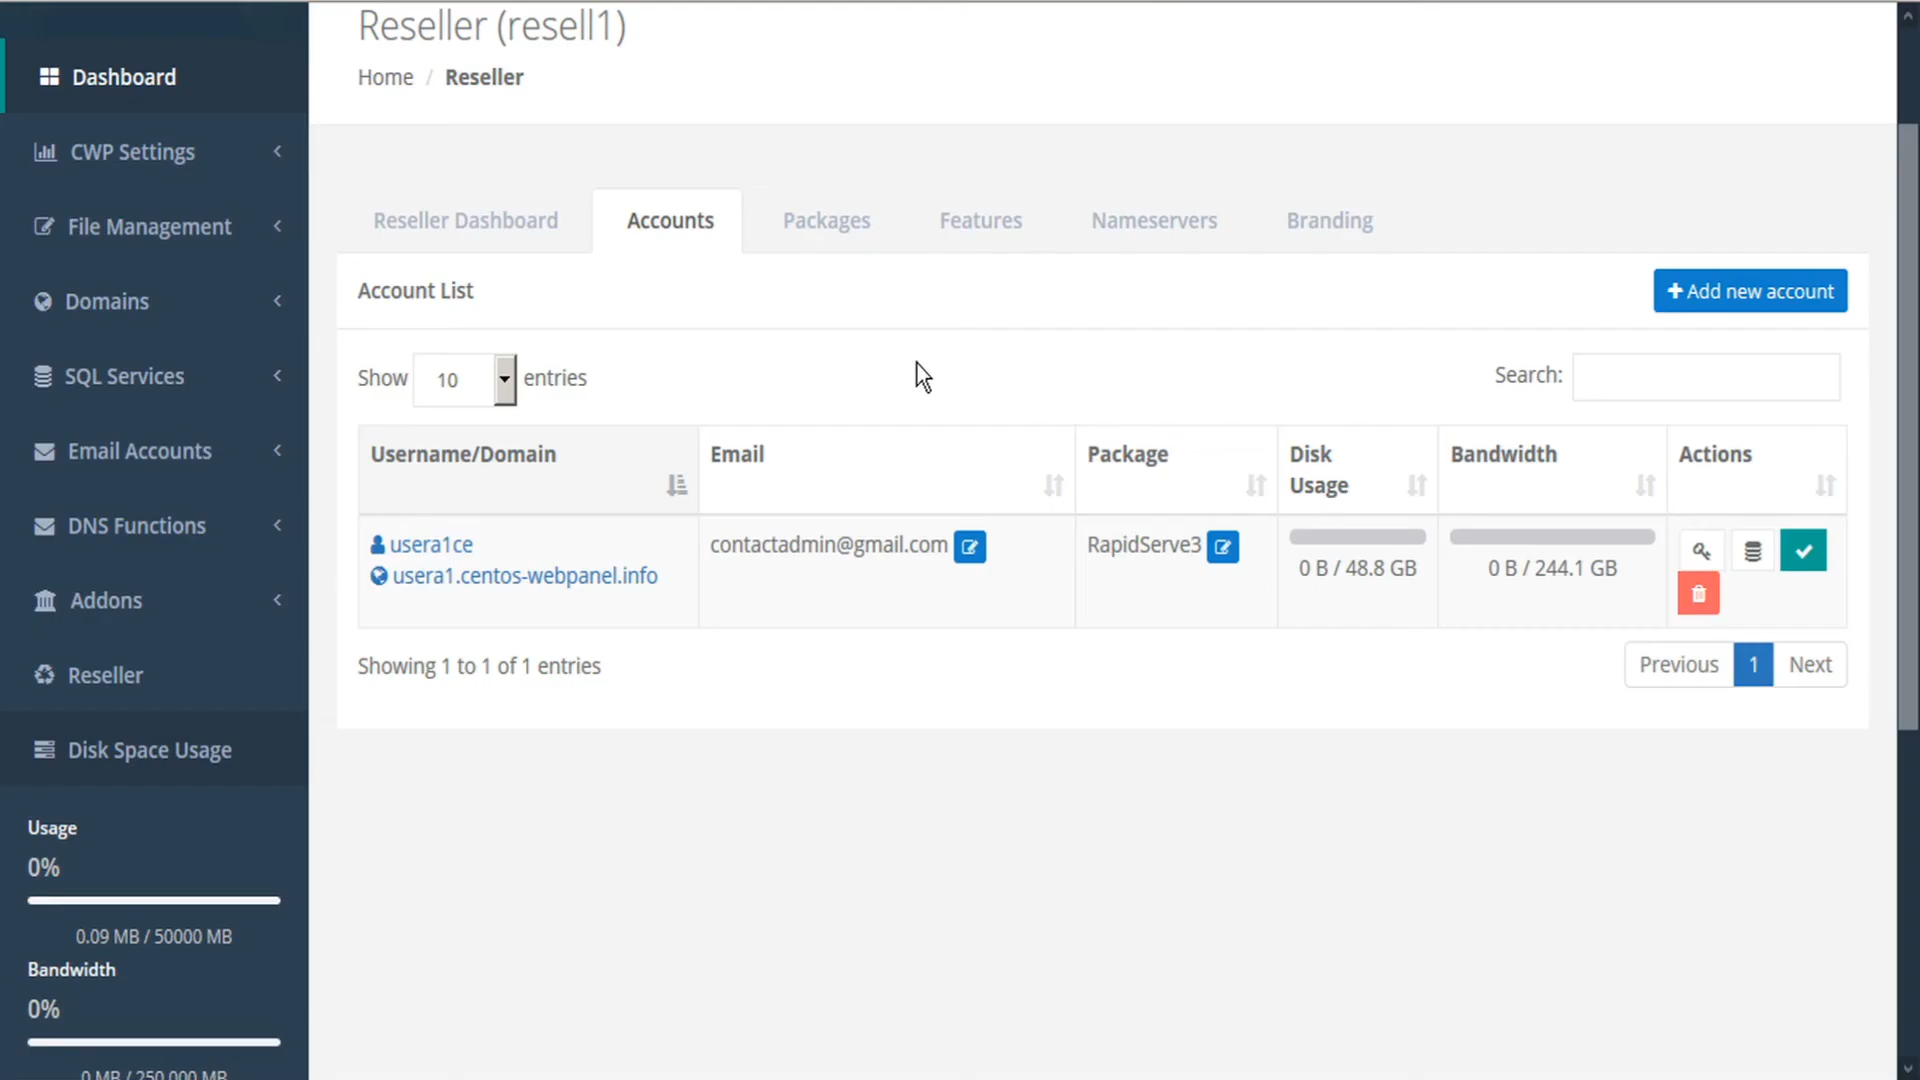 Reseller (resell1)
Home / Reseller
Dashboard
CWP Settings
File Management
Domains
SQL Services
Email Accounts
DNS Functions
Addons
Reseller
Disk Space Usage
Usage
0%
0.09 MB / 50000 MB
Bandwidth
0%
0 MB / 250,000 MB
Reseller Dashboard
Accounts
Packages
Features
Nameservers
Branding
Account List
Add new account
Show 10 entries
Search:
Username/Domain
Email
Package
Disk
Usage
Bandwidth
Actions
usera1ce
usera1.centos-webpanel.info
contactadmin@gmail.com
RapidServe3
0 B / 48.8 GB
0 B / 244.1 GB
Showing 1 to 1 of 1 entries
Previous 1 Next